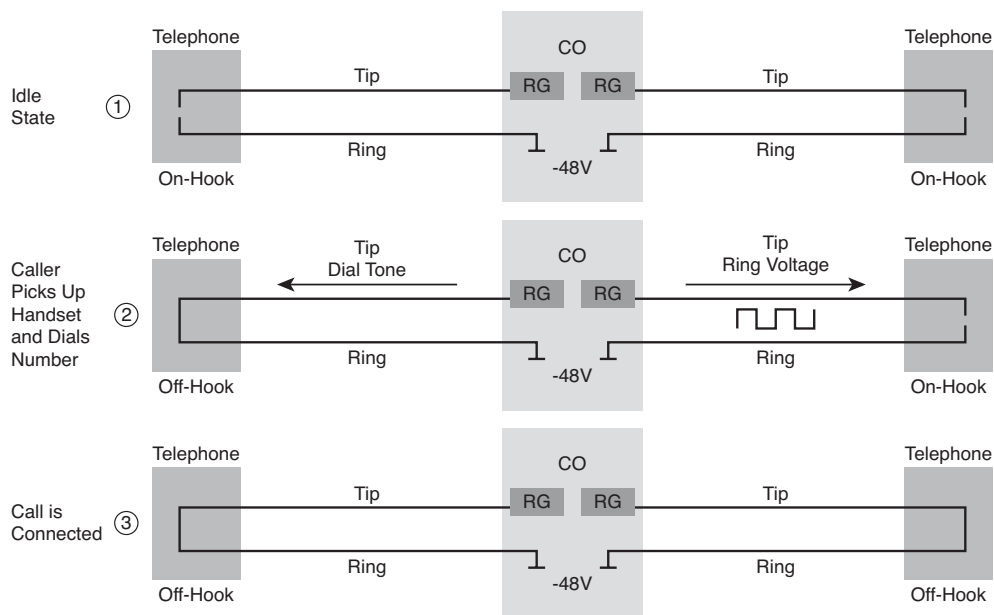 Telephone
CO
Telephone
Idle
State
1
Tip
RG
RG
Tip
Ring
-48V
Ring
On-Hook
On-Hook
Telephone
Tip
Dial Tone
CO
Tip
Ring Voltage
Telephone
Caller
Picks Up
Handset
and Dials
Number
2
RG
RG
Ring
-48V
Ring
Off-Hook
On-Hook
Telephone
CO
Telephone
Call is
Connected
3
Tip
RG
RG
Tip
Ring
-48V
Ring
Off-Hook
Off-Hook